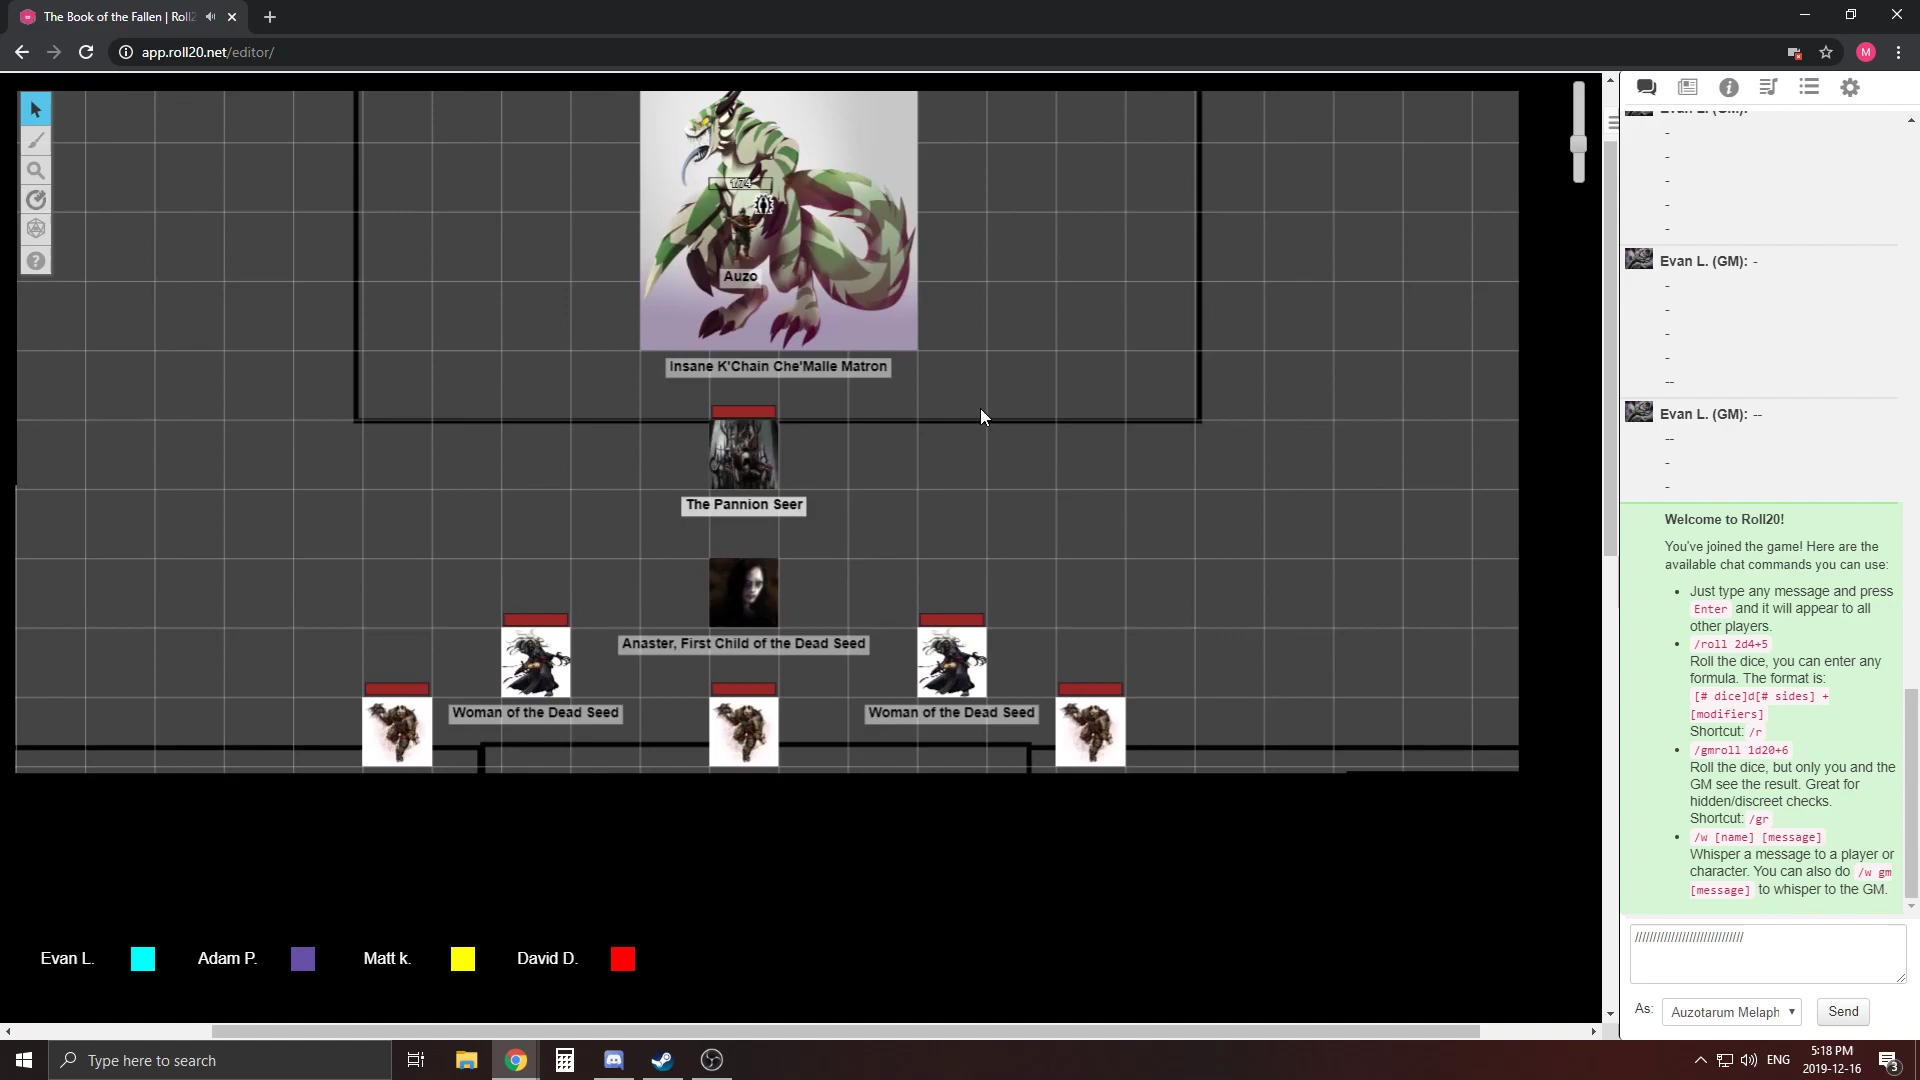 The Book of the Fallen | Roll2
app.roll20.net/editor/
M
174
Auzo
Insane K'Chain Che'Malle Matron
The Pannion Seer
Anaster, First Child of the Dead Seed
Woman of the Dead Seed
Woman of the Dead Seed
Evan L.
Adam P.
Matt k.
David D.
Evan L. (GM):
-
-
-
-
-
Evan L. (GM): -
-
-
-
-
--
Evan L. (GM): --
--
-
-
Welcome to Roll20!
You've joined the game! Here are the
available chat commands you can use:
Just type any message and press
Enter and it will appear to all
other players.
/roll 2d4+5
Roll the dice, you can enter any
formula. The format is:
[# dice]d[# sides] +
[modifiers]
Shortcut: /r
/gmroll 1d20+6
Roll the dice, but only you and the
GM see the result. Great for
hidden/discreet checks.
Shortcut: /gr
/w [name] [message]
Whisper a message to a player or
character. You can also do /w gm
[message] to whisper to the GM.
As:
Auzotarum Melaph
Send
Type here to search
ENG
5:18 PM
2019-12-16
3